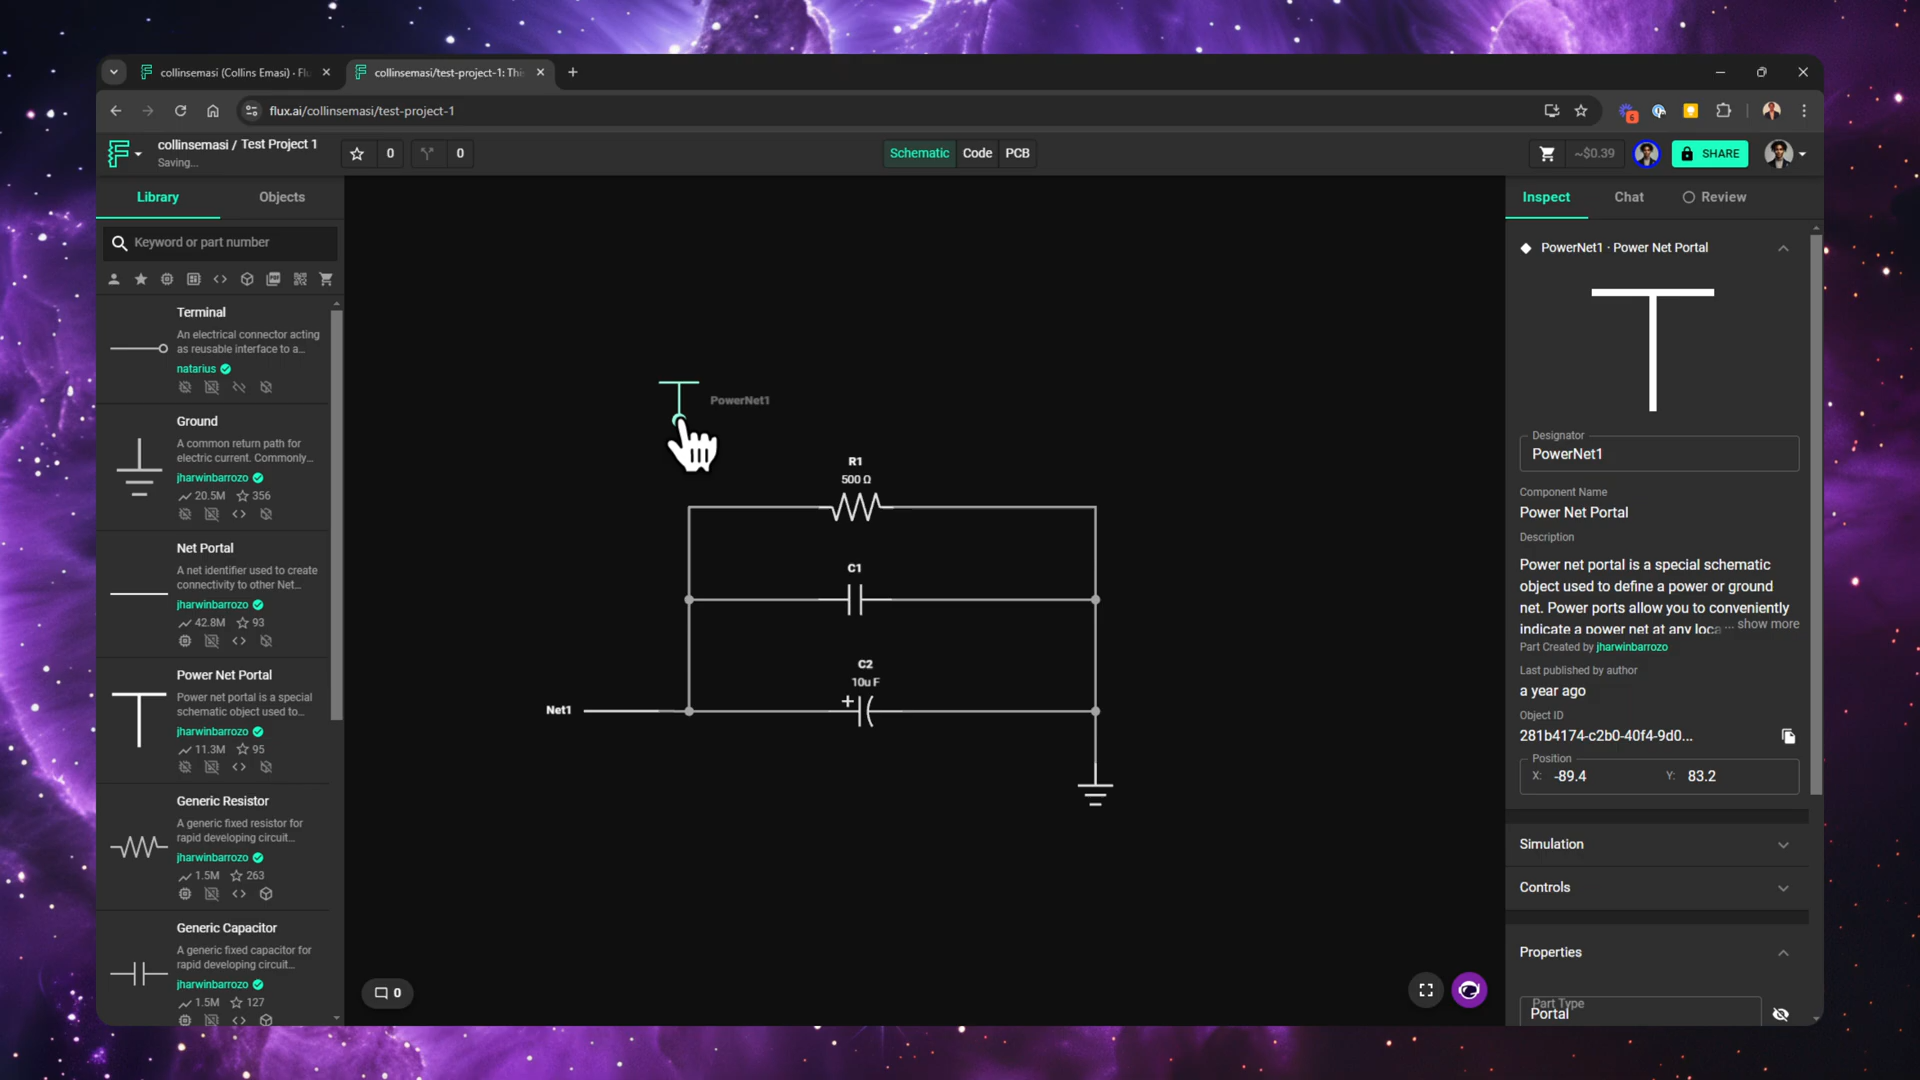 collinsemasi (Collins Emasi) · Flu
collinsemasi/test-project-1: This
flux.ai/collinsemasi/test-project-1
6
collinsemasi / Test Project 1
Saving...
0
0
Schematic
Code
PCB
~$0.39
SHARE
Library
Objects
Keyword or part number
Terminal
An electrical connector acting
as reusable interface to a...
natarius
Ground
A common return path for
electric current. Commonly...
jharwinbarrozo
20.5M
356
Net Portal
A net identifier used to create
connectivity to other Net...
jharwinbarrozo
42.8M
93
Power Net Portal
Power net portal is a special
schematic object used to...
jharwinbarrozo
11.3M
95
Generic Resistor
A generic fixed resistor for
rapid developing circuit...
jharwinbarrozo
1.5M
263
Generic Capacitor
A generic fixed capacitor for
rapid developing circuit...
jharwinbarrozo
1.5M
127
PowerNet1
R1
500 Ω
C1
C2
10u F
+
Net1
0
Inspect
Chat
Review
PowerNet1 · Power Net Portal
Designator
PowerNet1
Component Name
Power Net Portal
Description
Power net portal is a special schematic
object used to define a power or ground
net. Power ports allow you to conveniently
indicate a power net at any loca ... show more
Part Created by jharwinbarrozo
Last published by author
a year ago
Object ID
281b4174-c2b0-40f4-9d0...
Position
X: -89.4 Y: 83.2
Simulation
Controls
Properties
Part Type
Portal